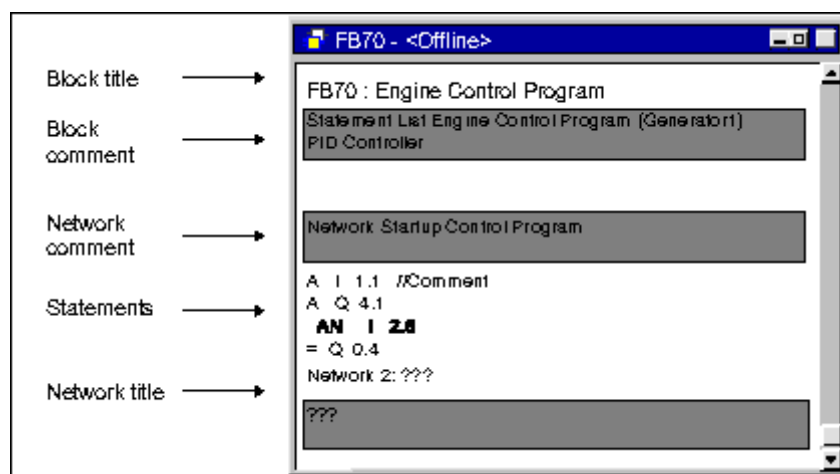 FB70 - <Offline>
Block title
FB70 : Engine Control Program
Block
comment
Statement List Engine Control Program (Generator1)
PID Controller
Network
comment
Network Startup Control Program
Statements
A I 1.1 //Comment
A Q 4.1
AN I 2.6
= Q 0.4
Network title
Network 2: ???
???